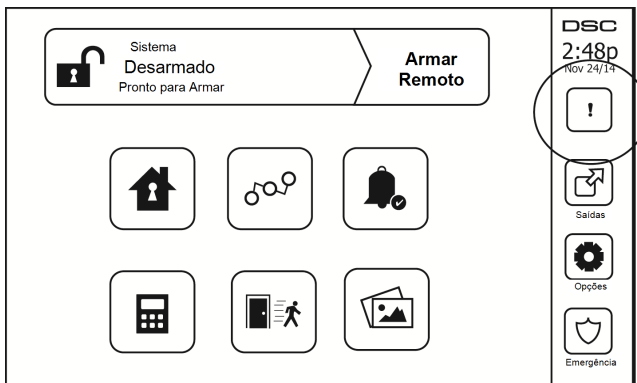 Sistema
Desarmado
Pronto para Armar
Armar
Remoto
DSC
2:48p
Nov 24/14
!
Saídas
Opções
Emergência